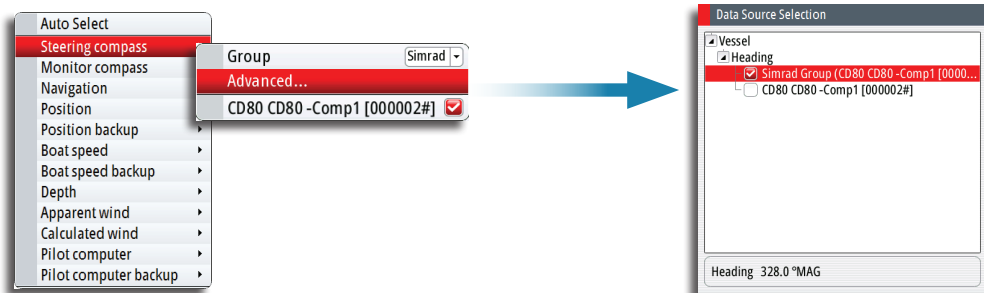 Auto Select
Steering compass
Monitor compass
Navigation
Position
Position backup
Boat speed
Boat speed backup
Depth
Apparent wind
Calculated wind
Pilot computer
Pilot computer backup
Group Simrad
Advanced...
CD80 CD80 -Comp1 [000002#]
Data Source Selection
Vessel
Heading
Simrad Group (CD80 CD80 -Comp1 [0000...
CD80 CD80 -Comp1 [000002#]
Heading 328.0 °MAG